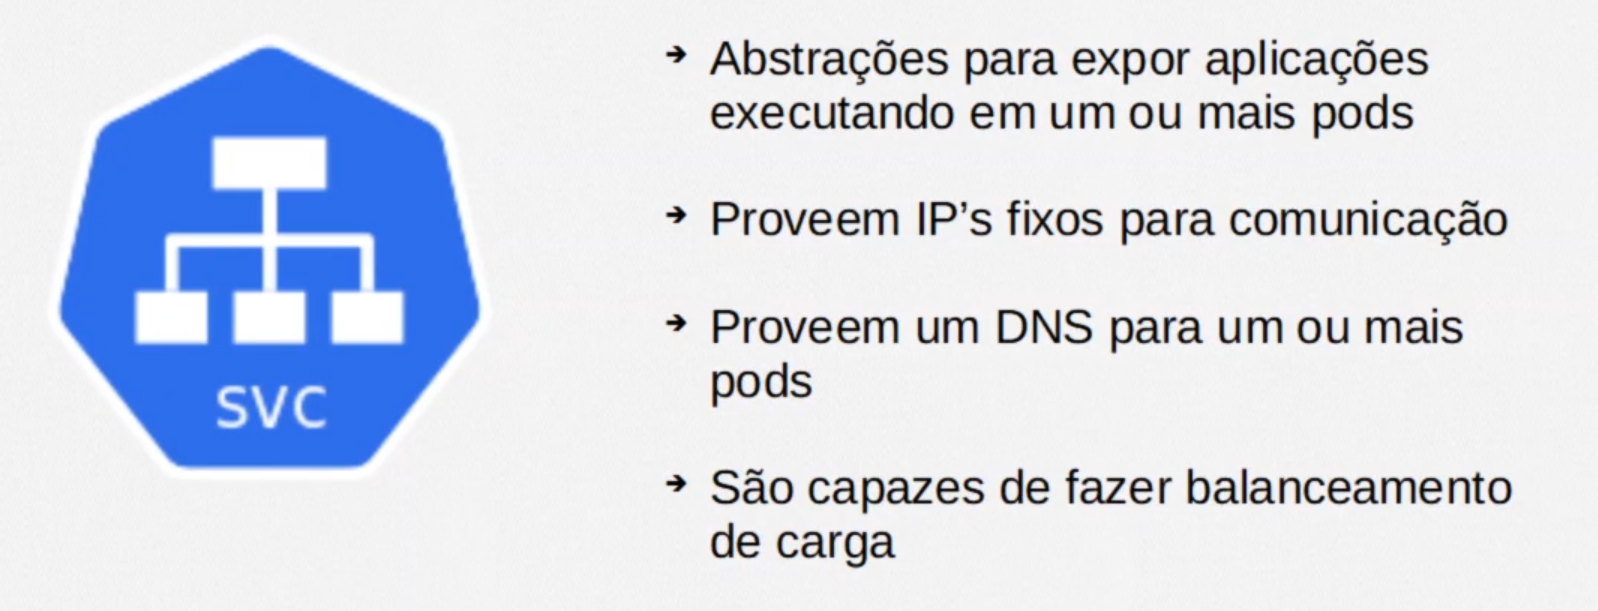 SVC
➔ Abstrações para expor aplicações
executando em um ou mais pods
➔ Proveem IP’s fixos para comunicação
➔ Proveem um DNS para um ou mais
pods
➔ São capazes de fazer balanceamento
de carga